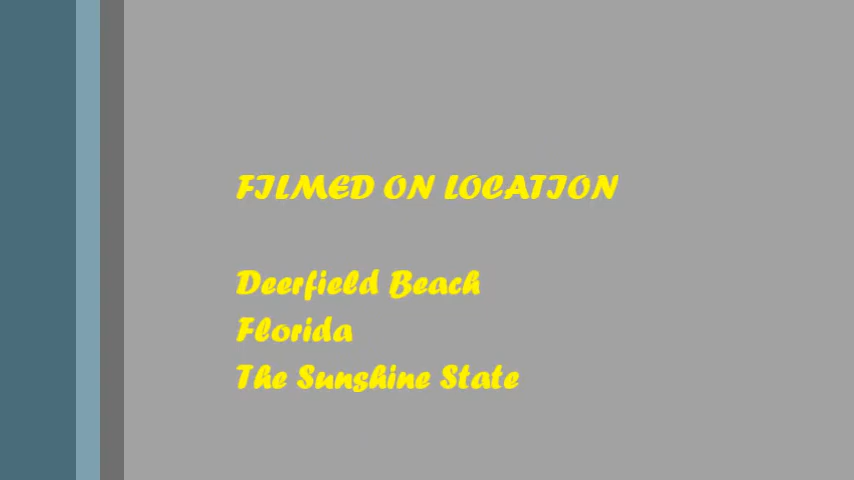 FILMED ON LOCATION
Deerfield Beach
Florida
The Sunshine State